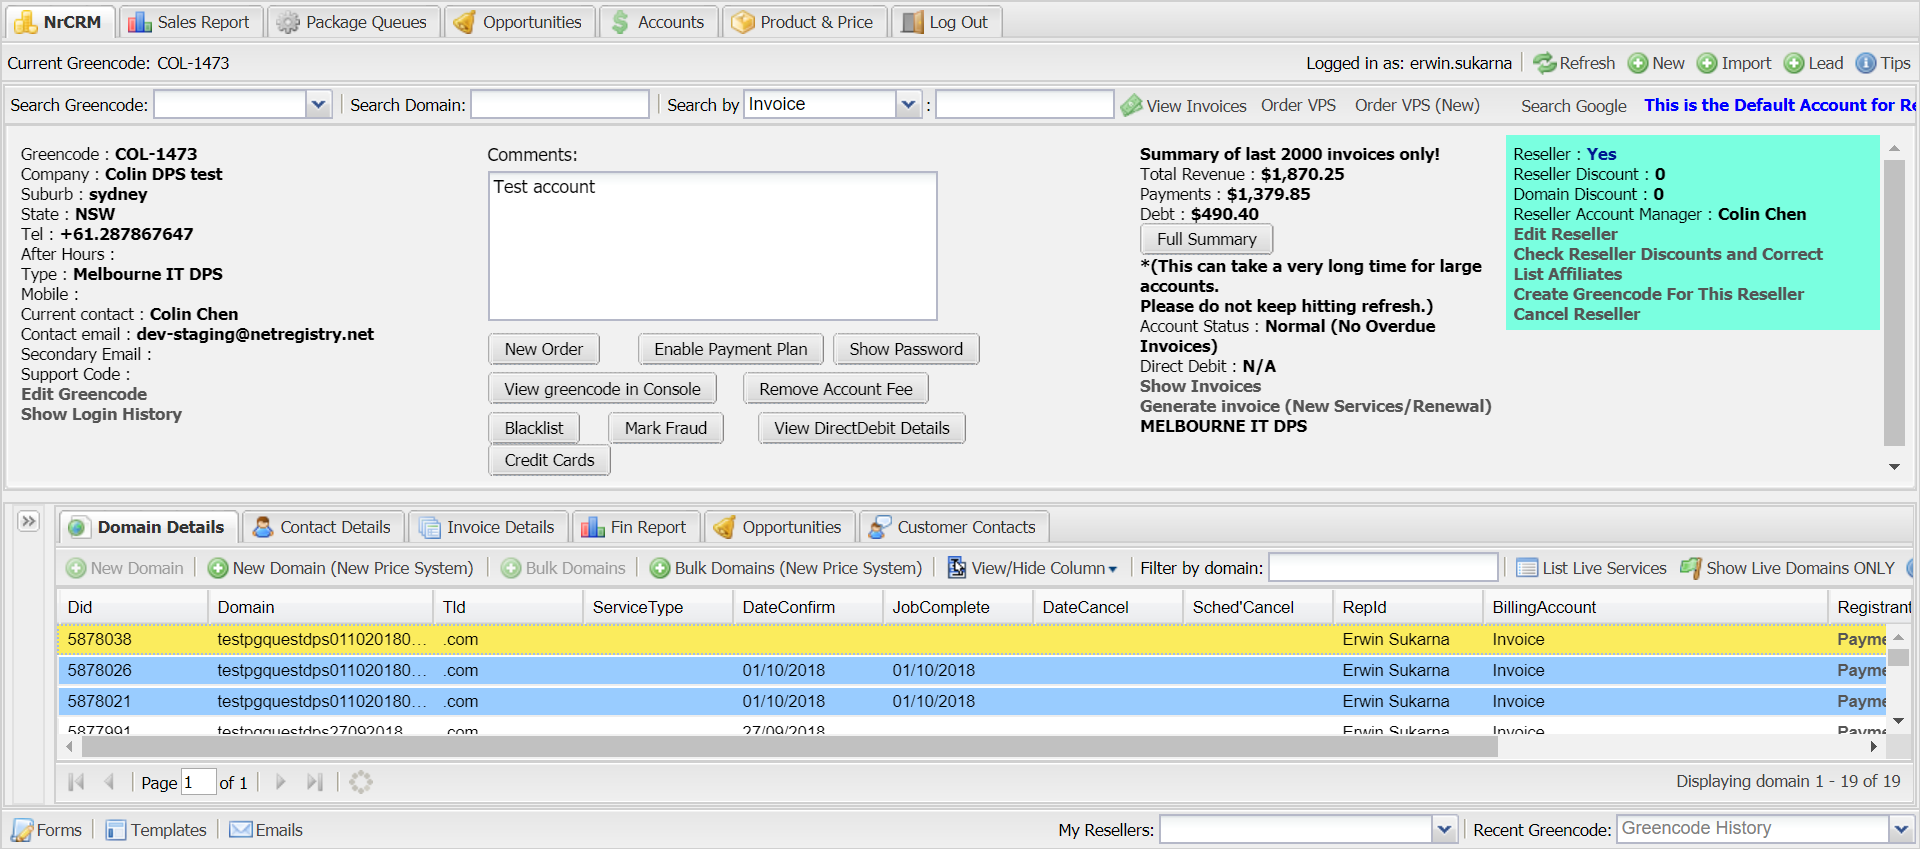 NrCRM Sales Report Package Queues Opportunities Accounts Product & Price Log Out
Current Greencode: COL-1473 Logged in as: erwin.sukarna Refresh New Import Lead Tips
Search Greencode: Search Domain: Search by Invoice : View Invoices Order VPS Order VPS (New) Search Google This is the Default Account for Re
Greencode : COL-1473
Company : Colin DPS test
Suburb : sydney
State : NSW
Tel : +61.287867647
After Hours :
Type : Melbourne IT DPS
Mobile :
Current contact : Colin Chen
Contact email : dev-staging@netregistry.net
Secondary Email :
Support Code :
Edit Greencode
Show Login History
Comments:
Test account
New Order Enable Payment Plan Show Password
View greencode in Console Remove Account Fee
Blacklist Mark Fraud View DirectDebit Details
Credit Cards
Summary of last 2000 invoices only!
Total Revenue : $1,870.25
Payments : $1,379.85
Debt : $490.40
Full Summary
*(This can take a very long time for large
accounts.
Please do not keep hitting refresh.)
Account Status : Normal (No Overdue
Invoices)
Direct Debit : N/A
Show Invoices
Generate invoice (New Services/Renewal)
MELBOURNE IT DPS
Reseller : Yes
Reseller Discount : 0
Domain Discount : 0
Reseller Account Manager : Colin Chen
Edit Reseller
Check Reseller Discounts and Correct
List Affiliates
Create Greencode For This Reseller
Cancel Reseller
Domain Details Contact Details Invoice Details Fin Report Opportunities Customer Contacts
New Domain New Domain (New Price System) Bulk Domains Bulk Domains (New Price System) View/Hide Column Filter by domain: List Live Services Show Live Domains ONLY
Did Domain Tld ServiceType DateConfirm JobComplete DateCancel Sched'Cancel RepId BillingAccount Registrant
5878038 testpgquestdps011020180... .com Erwin Sukarna Invoice Payme
5878026 testpgquestdps011020180... .com 01/10/2018 01/10/2018 Erwin Sukarna Invoice Payme
5878021 testpgquestdps011020180... .com 01/10/2018 01/10/2018 Erwin Sukarna Invoice Payme
5877991 testpgquestdps27092018 .com 27/09/2018 Erwin Sukarna Invoice Payme
Page 1 of 1 Displaying domain 1 - 19 of 19
Forms Templates Emails My Resellers: Recent Greencode: Greencode History